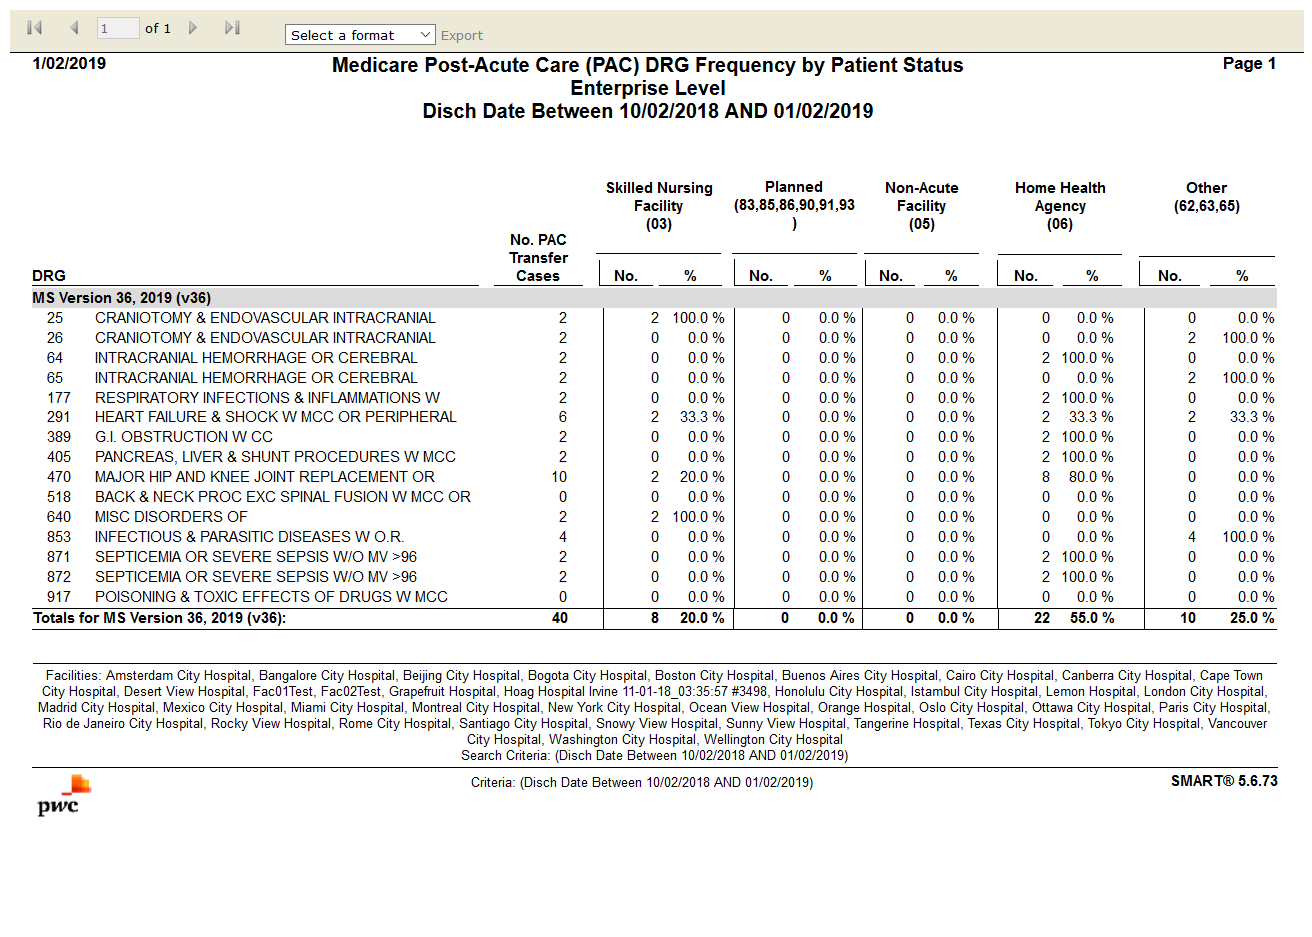 1 of 1 Select a format Export
1/02/2019 Medicare Post-Acute Care (PAC) DRG Frequency by Patient Status Page 1
Enterprise Level
Disch Date Between 10/02/2018 AND 01/02/2019
Skilled Nursing Planned Non-Acute Home Health Other
Facility (83,85,86,90,91,93 Facility Agency (62,63,65)
(03) ) (05) (06)
No. PAC
Transfer
DRG Cases No. % No. % No. % No. % No. %
MS Version 36, 2019 (v36)
25 CRANIOTOMY & ENDOVASCULAR INTRACRANIAL 2 2 100.0 % 0 0.0 % 0 0.0 % 0 0.0 % 0 0.0 %
26 CRANIOTOMY & ENDOVASCULAR INTRACRANIAL 2 0 0.0 % 0 0.0 % 0 0.0 % 0 0.0 % 2 100.0 %
64 INTRACRANIAL HEMORRHAGE OR CEREBRAL 2 0 0.0 % 0 0.0 % 0 0.0 % 2 100.0 % 0 0.0 %
65 INTRACRANIAL HEMORRHAGE OR CEREBRAL 2 0 0.0 % 0 0.0 % 0 0.0 % 0 0.0 % 2 100.0 %
177 RESPIRATORY INFECTIONS & INFLAMMATIONS W 2 0 0.0 % 0 0.0 % 0 0.0 % 2 100.0 % 0 0.0 %
291 HEART FAILURE & SHOCK W MCC OR PERIPHERAL 6 2 33.3 % 0 0.0 % 0 0.0 % 2 33.3 % 2 33.3 %
389 G.I. OBSTRUCTION W CC 2 0 0.0 % 0 0.0 % 0 0.0 % 2 100.0 % 0 0.0 %
405 PANCREAS, LIVER & SHUNT PROCEDURES W MCC 2 0 0.0 % 0 0.0 % 0 0.0 % 2 100.0 % 0 0.0 %
470 MAJOR HIP AND KNEE JOINT REPLACEMENT OR 10 2 20.0 % 0 0.0 % 0 0.0 % 8 80.0 % 0 0.0 %
518 BACK & NECK PROC EXC SPINAL FUSION W MCC OR 0 0 0.0 % 0 0.0 % 0 0.0 % 0 0.0 % 0 0.0 %
640 MISC DISORDERS OF 2 2 100.0 % 0 0.0 % 0 0.0 % 0 0.0 % 0 0.0 %
853 INFECTIOUS & PARASITIC DISEASES W O.R. 4 0 0.0 % 0 0.0 % 0 0.0 % 0 0.0 % 4 100.0 %
871 SEPTICEMIA OR SEVERE SEPSIS W/O MV >96 2 0 0.0 % 0 0.0 % 0 0.0 % 2 100.0 % 0 0.0 %
872 SEPTICEMIA OR SEVERE SEPSIS W/O MV >96 2 0 0.0 % 0 0.0 % 0 0.0 % 2 100.0 % 0 0.0 %
917 POISONING & TOXIC EFFECTS OF DRUGS W MCC 0 0 0.0 % 0 0.0 % 0 0.0 % 0 0.0 % 0 0.0 %
Totals for MS Version 36, 2019 (v36): 40 8 20.0 % 0 0.0 % 0 0.0 % 22 55.0 % 10 25.0 %
Facilities: Amsterdam City Hospital, Bangalore City Hospital, Beijing City Hospital, Bogota City Hospital, Boston City Hospital, Buenos Aires City Hospital, Cairo City Hospital, Canberra City Hospital, Cape Town
City Hospital, Desert View Hospital, Fac01Test, Fac02Test, Grapefruit Hospital, Hoag Hospital Irvine 11-01-18_03:35:57 #3498, Honolulu City Hospital, Istambul City Hospital, Lemon Hospital, London City Hospital,
Madrid City Hospital, Mexico City Hospital, Miami City Hospital, Montreal City Hospital, New York City Hospital, Ocean View Hospital, Orange Hospital, Oslo City Hospital, Ottawa City Hospital, Paris City Hospital,
Rio de Janeiro City Hospital, Rocky View Hospital, Rome City Hospital, Santiago City Hospital, Snowy View Hospital, Sunny View Hospital, Tangerine Hospital, Texas City Hospital, Tokyo City Hospital, Vancouver
City Hospital, Washington City Hospital, Wellington City Hospital
Search Criteria: (Disch Date Between 10/02/2018 AND 01/02/2019)
Criteria: (Disch Date Between 10/02/2018 AND 01/02/2019) SMART® 5.6.73
pwc